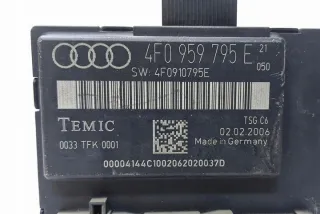 4F0 959 795 E 21
050
SW: 4F0910795E
TEMIC
TSG C6
02.02.2006
0033 TFK 0001
Made in Germany
00004144C1002062020037D